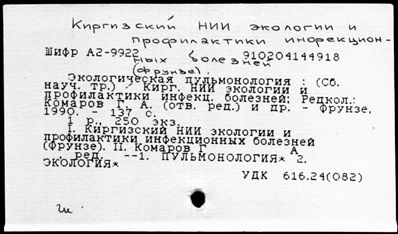 Киргизский НИИ экологии и
профилактики инфекцион-
ных болезней
(Фрунзе).
Шифр А2-9922 910204144918
Экологическая пульмонология : (Сб.
науч. тр.) / Кирг. НИИ экологии и
профилактики инфекц. болезней; Редкол.:
Комаров Г. А. (отв. ред.) и др. - Фрунзе,
1990. - 137 с.
1 р., 250 экз.
I. Киргизский НИИ экологии и
профилактики инфекционных болезней
(Фрунзе). II. Комаров Г А
, ред. --1. ПУЛЬМОНОЛОГИЯ* 2.
ЭКОЛОГИЯ*
УДК 616.24(082)